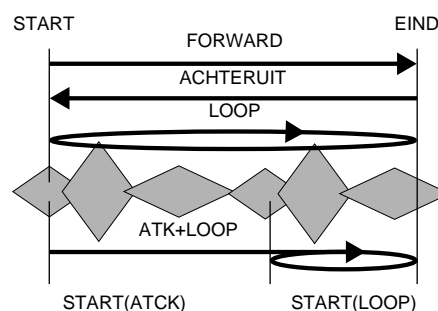 START EIND
FORWARD
ACHTERUIT
LOOP
ATK+LOOP
START(ATCK) START(LOOP)